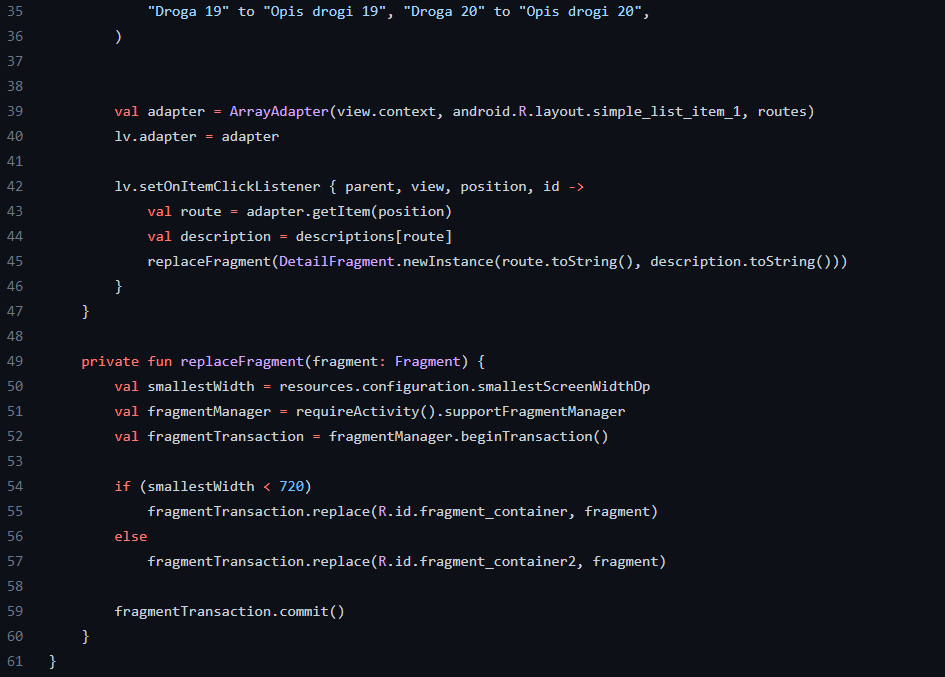 35 "Droga 19" to "Opis drogi 19", "Droga 20" to "Opis drogi 20",
36 )
37
38
39 val adapter = ArrayAdapter(view.context, android.R.layout.simple_list_item_1, routes)
40 lv.adapter = adapter
41
42 lv.setOnItemClickListener { parent, view, position, id ->
43 val route = adapter.getItem(position)
44 val description = descriptions[route]
45 replaceFragment(DetailFragment.newInstance(route.toString(), description.toString()))
46 }
47 }
48
49 private fun replaceFragment(fragment: Fragment) {
50 val smallestWidth = resources.configuration.smallestScreenWidthDp
51 val fragmentManager = requireActivity().supportFragmentManager
52 val fragmentTransaction = fragmentManager.beginTransaction()
53
54 if (smallestWidth < 720)
55 fragmentTransaction.replace(R.id.fragment_container, fragment)
56 else
57 fragmentTransaction.replace(R.id.fragment_container2, fragment)
58
59 fragmentTransaction.commit()
60 }
61 }